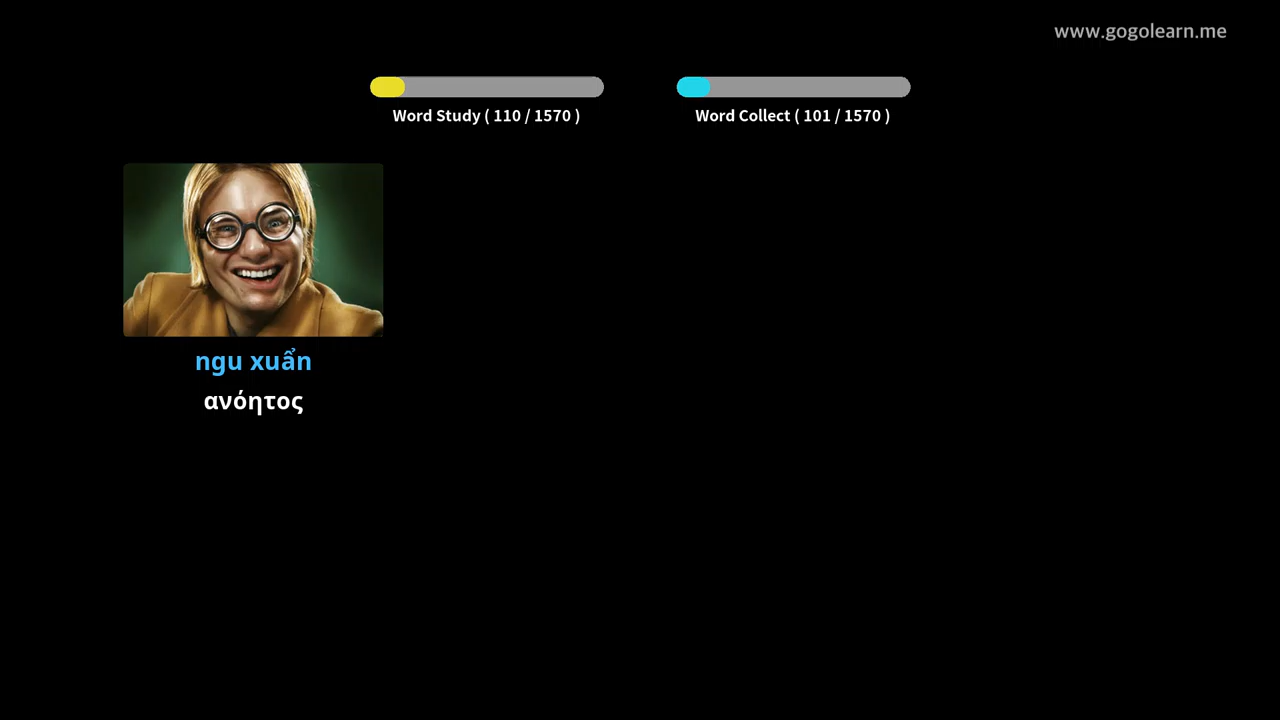 www.gogolearn.me
Word Study ( 110 / 1570 )
Word Collect ( 101 / 1570 )
ngu xuẩn
ανόητος